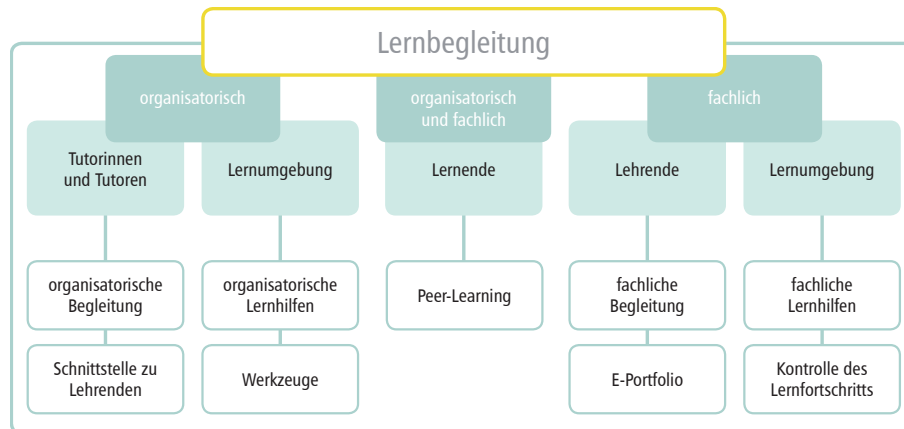 Lernbegleitung
organisatorisch
organisatorisch
und fachlich
fachlich
Tutorinnen
und Tutoren
Lernumgebung
Lernende
Lehrende
Lernumgebung
organisatorische
Begleitung
organisatorische
Lernhilfen
Peer-Learning
fachliche
Begleitung
fachliche
Lernhilfen
Schnittstelle zu
Lehrenden
Werkzeuge
E-Portfolio
Kontrolle des
Lernfortschritts